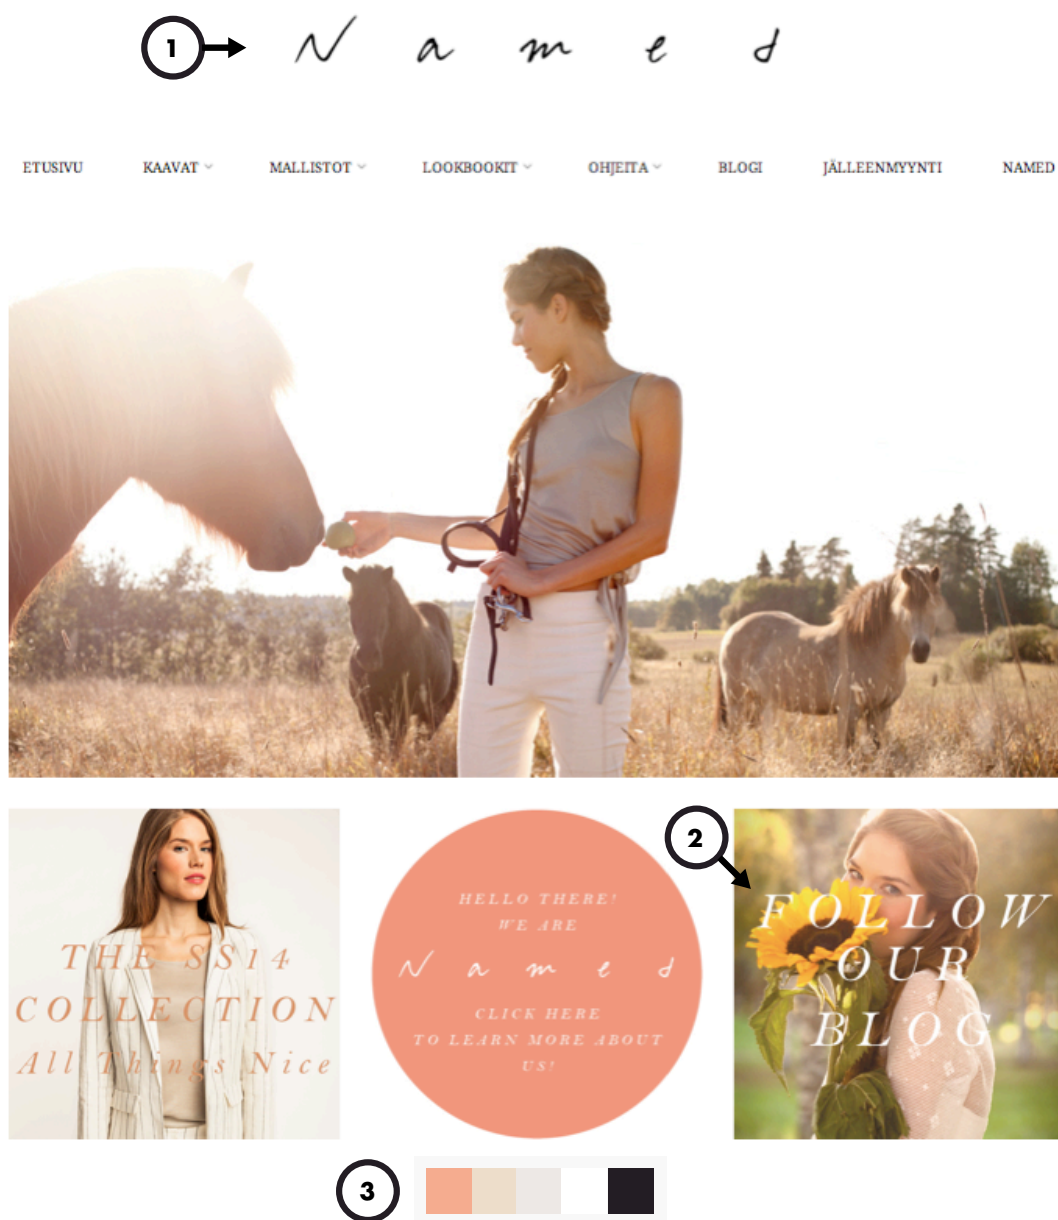 1
N a m e d
ETUSIVU KAAVAT MALLISTOT LOOKBOOKIT OHJEITA BLOGI JÄLLEENMYYNTI NAMED
2
THE SS14
COLLECTION
All Things Nice
HELLO THERE!
WE ARE
N a m e d
CLICK HERE
TO LEARN MORE ABOUT
US!
FOLLOW
OUR
BLOG
3